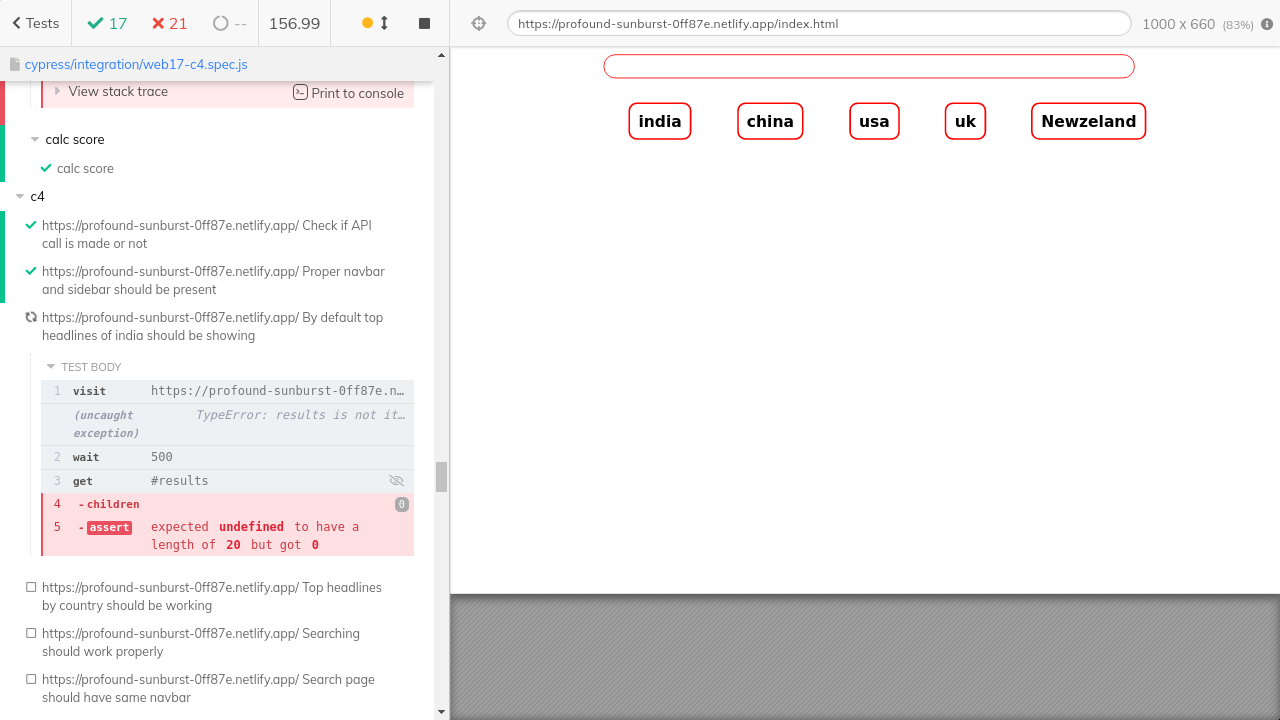 Tests
17
21
--
156.99
https://profound-sunburst-0ff87e.netlify.app/index.html
1000 x 660 (83%)
cypress/integration/web17-c4.spec.js
View stack trace
Print to console
calc score
calc score
c4
https://profound-sunburst-0ff87e.netlify.app/ Check if API
call is made or not
https://profound-sunburst-0ff87e.netlify.app/ Proper navbar
and sidebar should be present
https://profound-sunburst-0ff87e.netlify.app/ By default top
headlines of india should be showing
TEST BODY
1 visit https://profound-sunburst-0ff87e.n…
(uncaught TypeError: results is not it…
exception)
2 wait 500
3 get #results
4 -children 0
5 -assert expected undefined to have a
length of 20 but got 0
https://profound-sunburst-0ff87e.netlify.app/ Top headlines
by country should be working
https://profound-sunburst-0ff87e.netlify.app/ Searching
should work properly
https://profound-sunburst-0ff87e.netlify.app/ Search page
should have same navbar
india
china
usa
uk
Newzeland